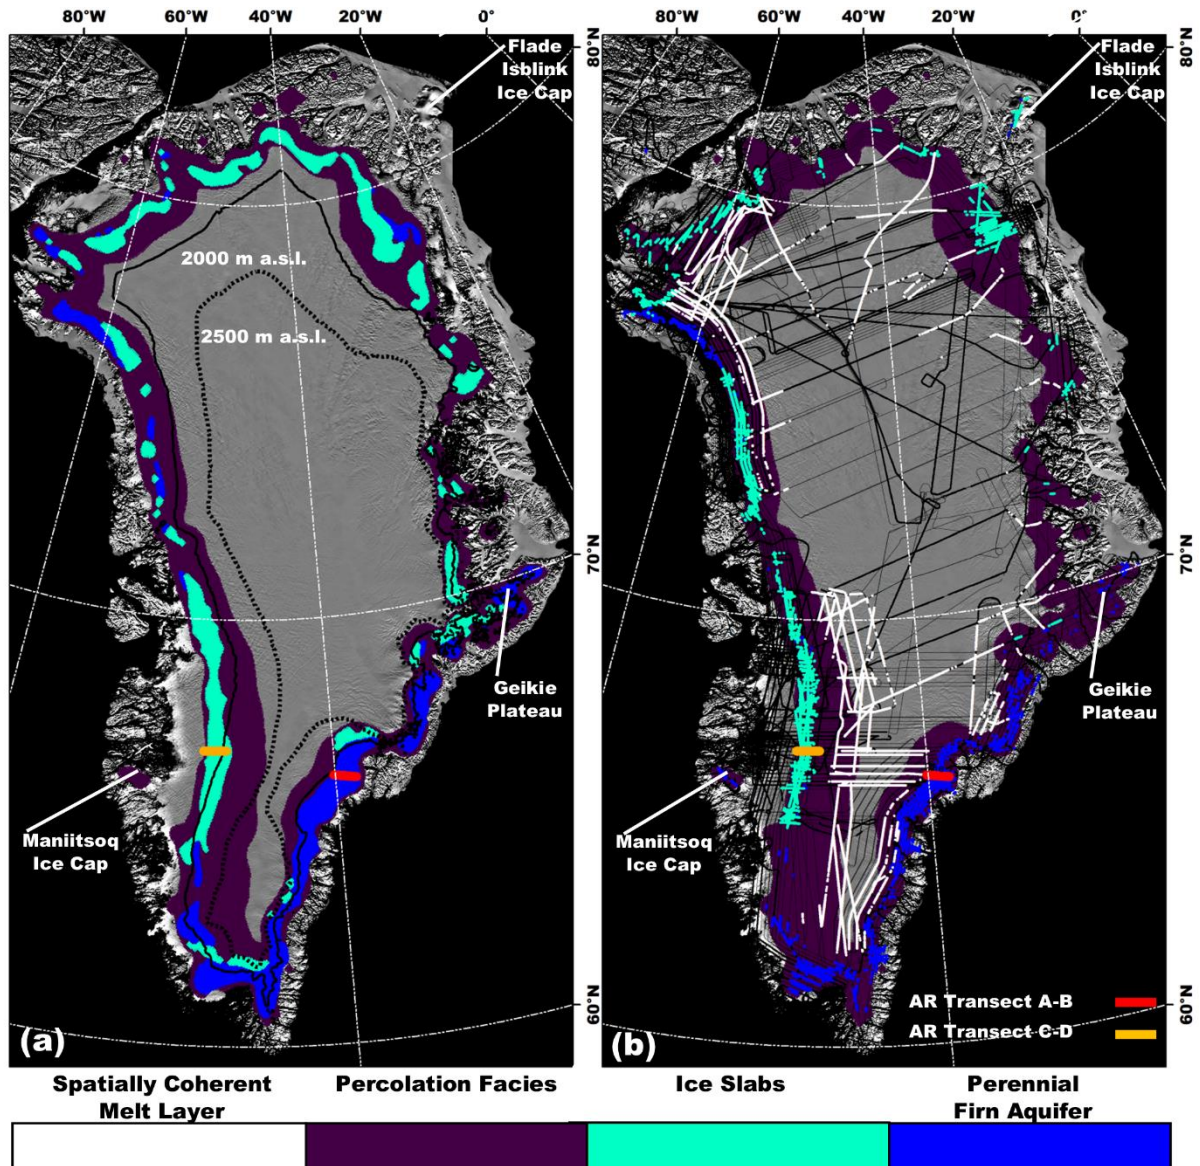 80°W 60°W 40°W 20°W 0°
80°W 60°W 40°W 20°W 0°
Flade
Isblink
Ice Cap
80°N
Flade
Isblink
Ice Cap
80°N
2000 m a.s.l.
2500 m a.s.l.
70°N
70°N
Geikie
Plateau
Geikie
Plateau
Maniitsoq
Ice Cap
Maniitsoq
Ice Cap
60°N
60°N
AR Transect A-B
AR Transect C-D
(a)
(b)
Spatially Coherent
Melt Layer
Percolation Facies
Ice Slabs
Perennial
Firn Aquifer